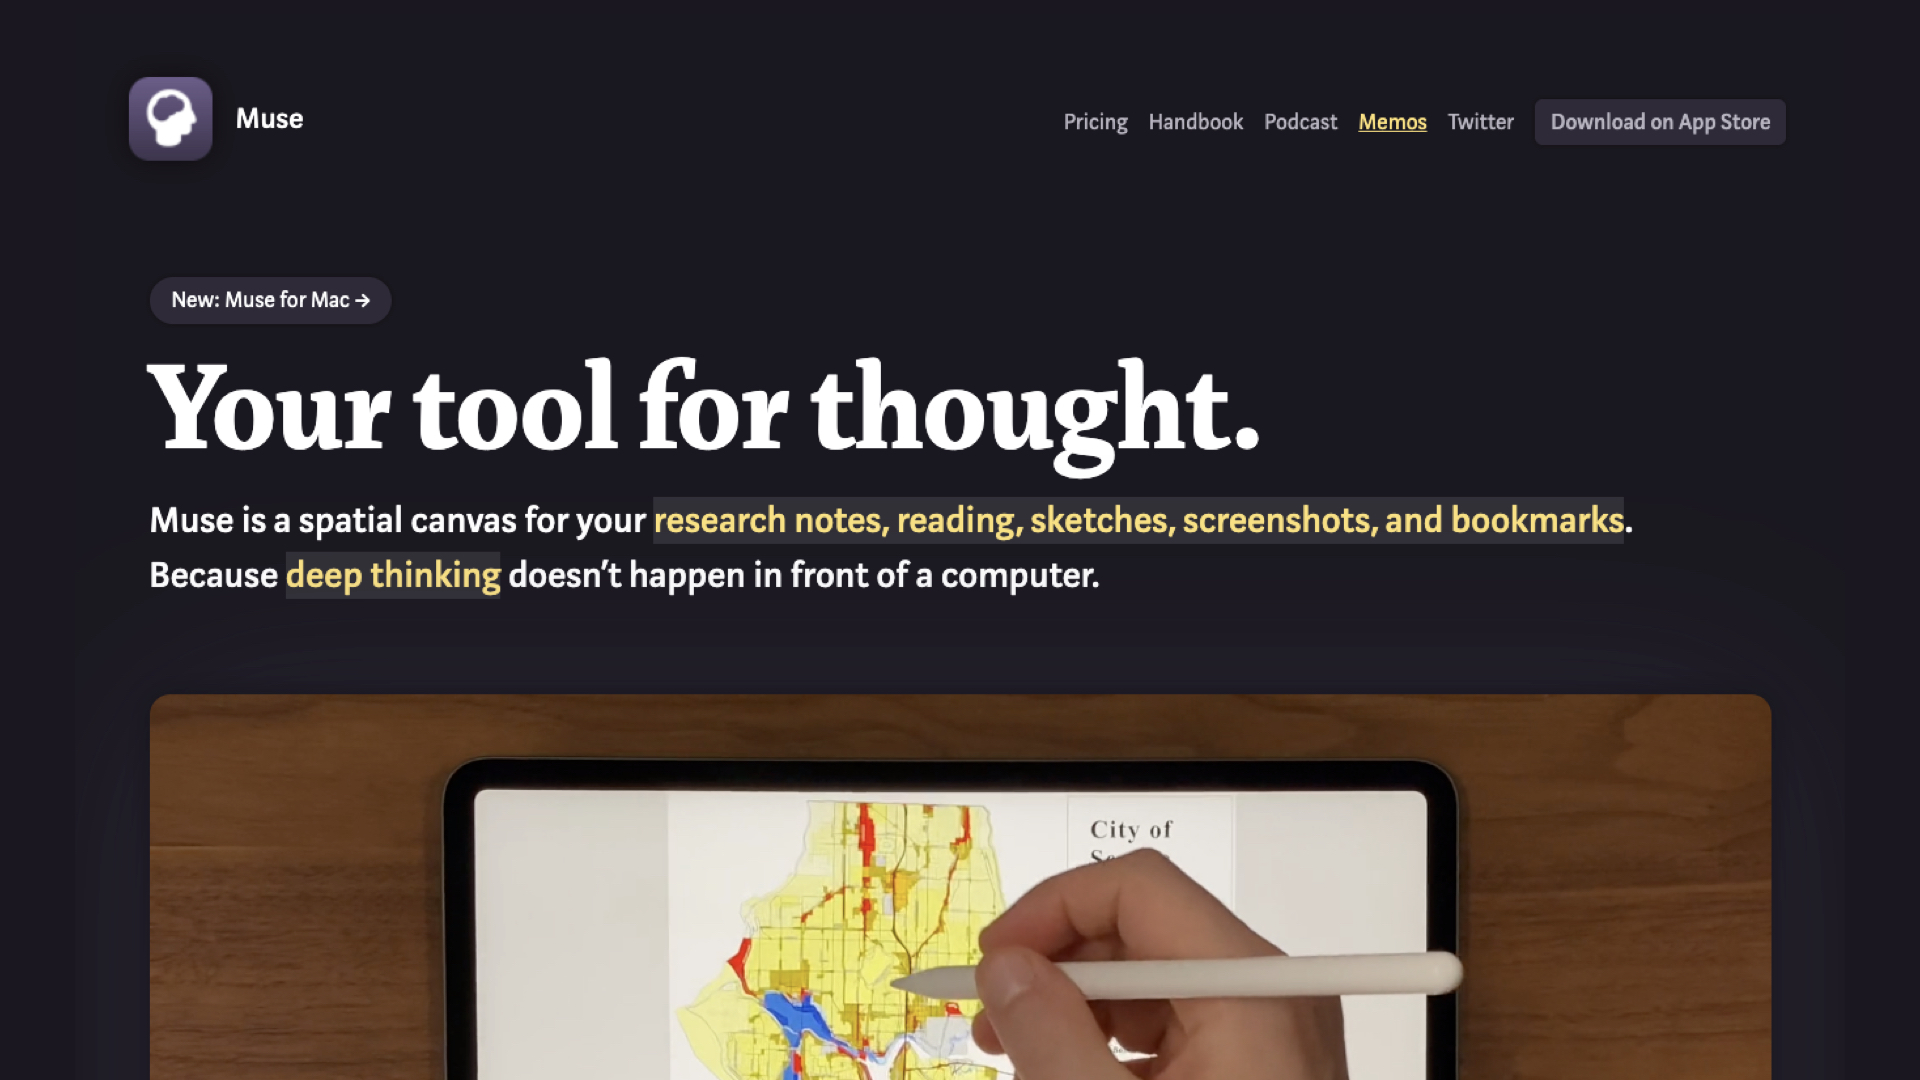 Muse
Pricing Handbook Podcast Memos Twitter Download on App Store
New: Muse for Mac →
Your tool for thought.
Muse is a spatial canvas for your research notes, reading, sketches, screenshots, and bookmarks.
Because deep thinking doesn’t happen in front of a computer.
City of